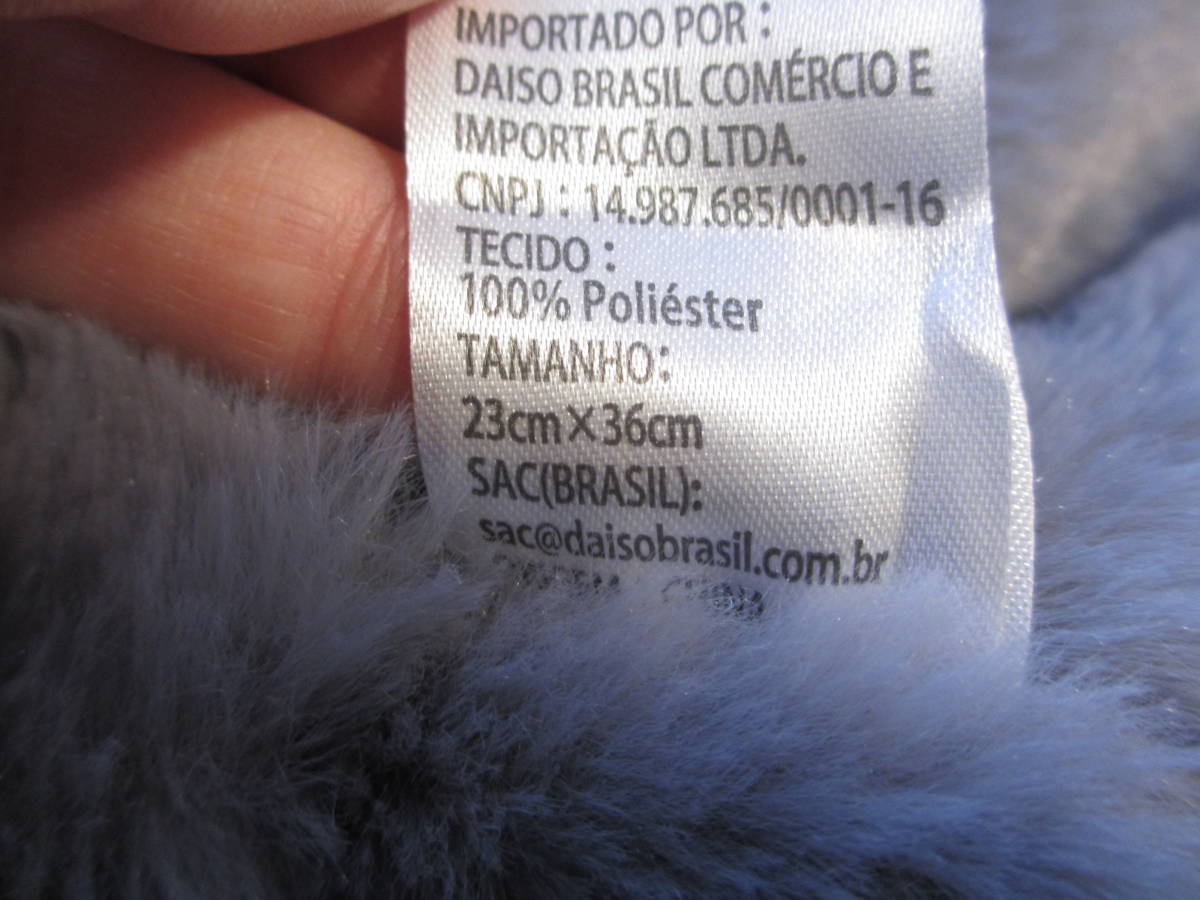 IMPORTADO POR :
DAISO BRASIL COMÉRCIO E
IMPORTAÇÃO LTDA.
CNPJ : 14.987.685/0001-16
TECIDO :
100% Poliéster
TAMANHO:
23cm×36cm
SAC(BRASIL):
sac@daisobrasil.com.br